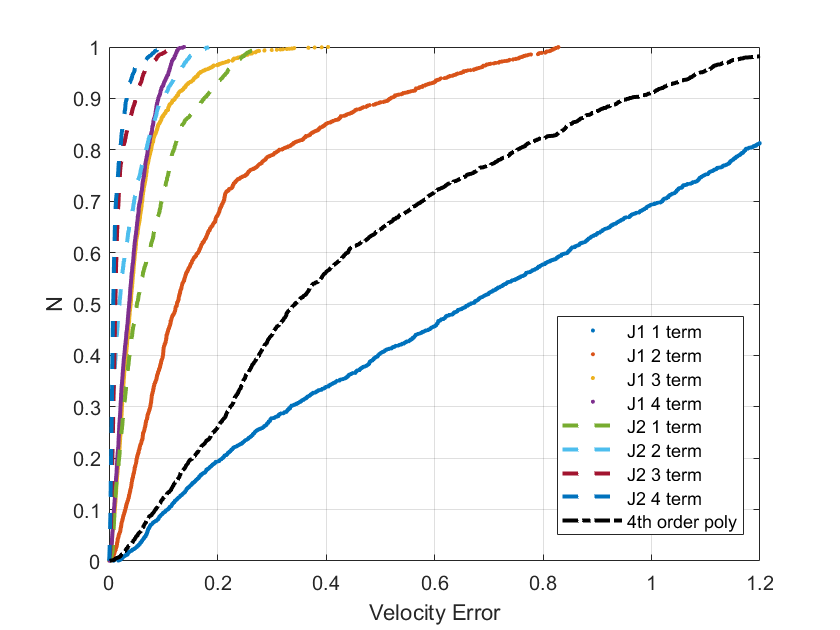 1
0.9
0.8
0.7
0.6
0.5
0.4
0.3
0.2
0.1
0
N
J1 1 term
J1 2 term
J1 3 term
J1 4 term
J2 1 term
J2 2 term
J2 3 term
J2 4 term
4th order poly
0 0.2 0.4 0.6 0.8 1 1.2
Velocity Error